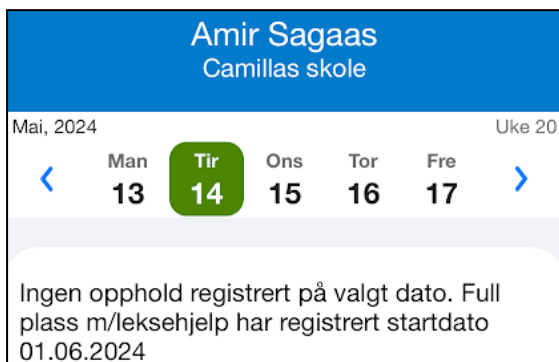 Amir Sagaas
Camillas skole
Mai, 2024 Uke 20
Man Tir Ons Tor Fre
13 14 15 16 17
Ingen opphold registrert på valgt dato. Full
plass m/leksehjelp har registrert startdato
01.06.2024